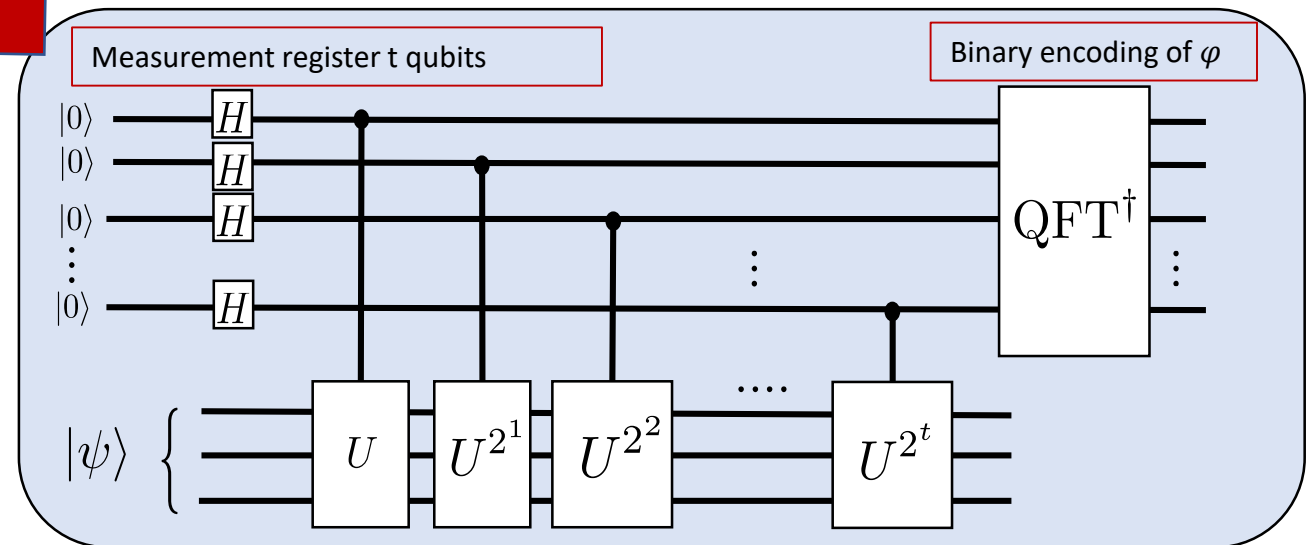 Measurement register t qubits
Binary encoding of φ
|0⟩ H
|0⟩ H
|0⟩ H
⋮ ⋮ ⋮
|0⟩ H
QFT†
....
|ψ⟩ { U U^{2^1} U^{2^2} U^{2^t}